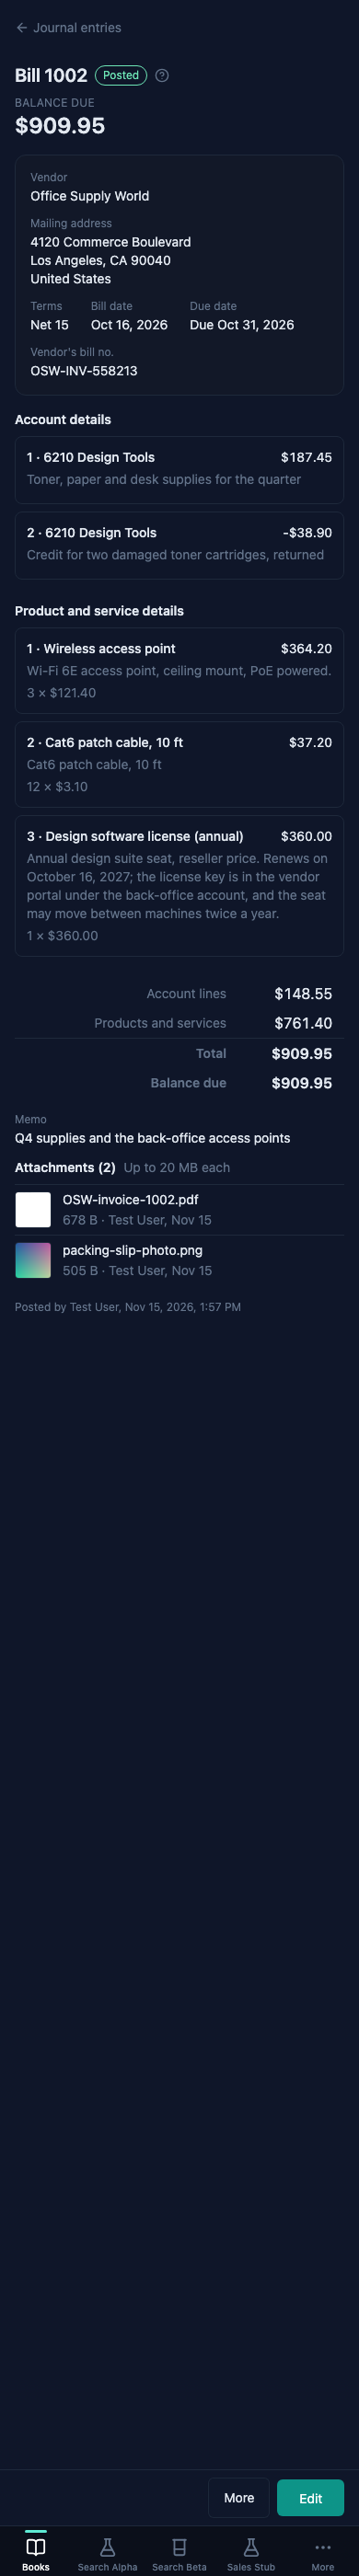 Journal entries
Bill 1002 Posted
BALANCE DUE
$909.95
Vendor
Office Supply World
Mailing address
4120 Commerce Boulevard
Los Angeles, CA 90040
United States
Terms Bill date Due date
Net 15 Oct 16, 2026 Due Oct 31, 2026
Vendor's bill no.
OSW-INV-558213
Account details
1 · 6210 Design Tools $187.45
Toner, paper and desk supplies for the quarter
2 · 6210 Design Tools -$38.90
Credit for two damaged toner cartridges, returned
Product and service details
1 · Wireless access point $364.20
Wi-Fi 6E access point, ceiling mount, PoE powered.
3 × $121.40
2 · Cat6 patch cable, 10 ft $37.20
Cat6 patch cable, 10 ft
12 × $3.10
3 · Design software license (annual) $360.00
Annual design suite seat, reseller price. Renews on
October 16, 2027; the license key is in the vendor
portal under the back-office account, and the seat
may move between machines twice a year.
1 × $360.00
Account lines $148.55
Products and services $761.40
Total $909.95
Balance due $909.95
Memo
Q4 supplies and the back-office access points
Attachments (2) Up to 20 MB each
OSW-invoice-1002.pdf
678 B · Test User, Nov 15
packing-slip-photo.png
505 B · Test User, Nov 15
Posted by Test User, Nov 15, 2026, 1:57 PM
More Edit
Books Search Alpha Search Beta Sales Stub More